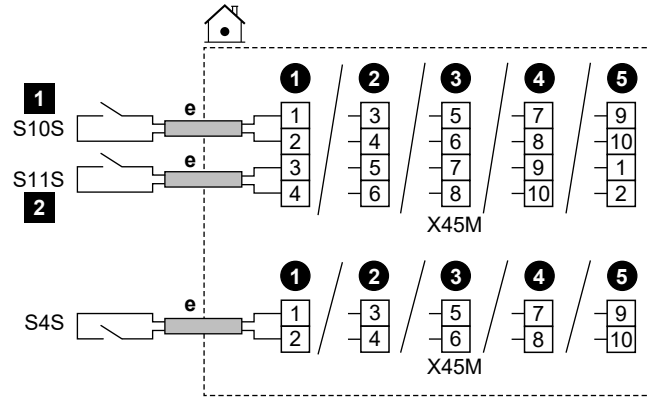 1 2 3 4 5
1
S10S e 1 3 5 7 9
2 4 6 8 10
S11S e 3 5 7 9 1
4 6 8 10 2
2
X45M
1 2 3 4 5
S4S e 1 3 5 7 9
2 4 6 8 10
X45M